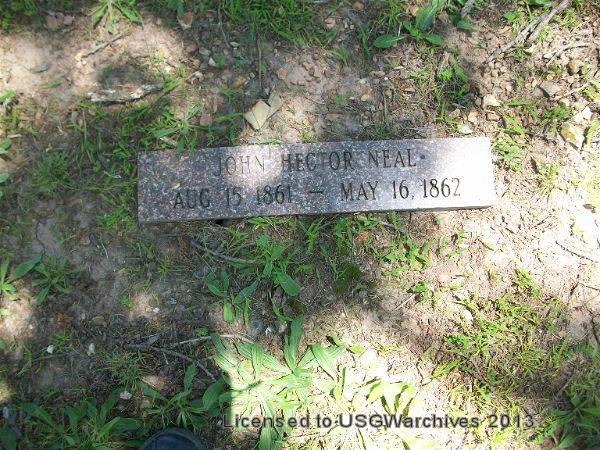 JOHN HECTOR NEAL
AUG 15 1861 — MAY 16, 1862
Licensed to USGWarchives 2013